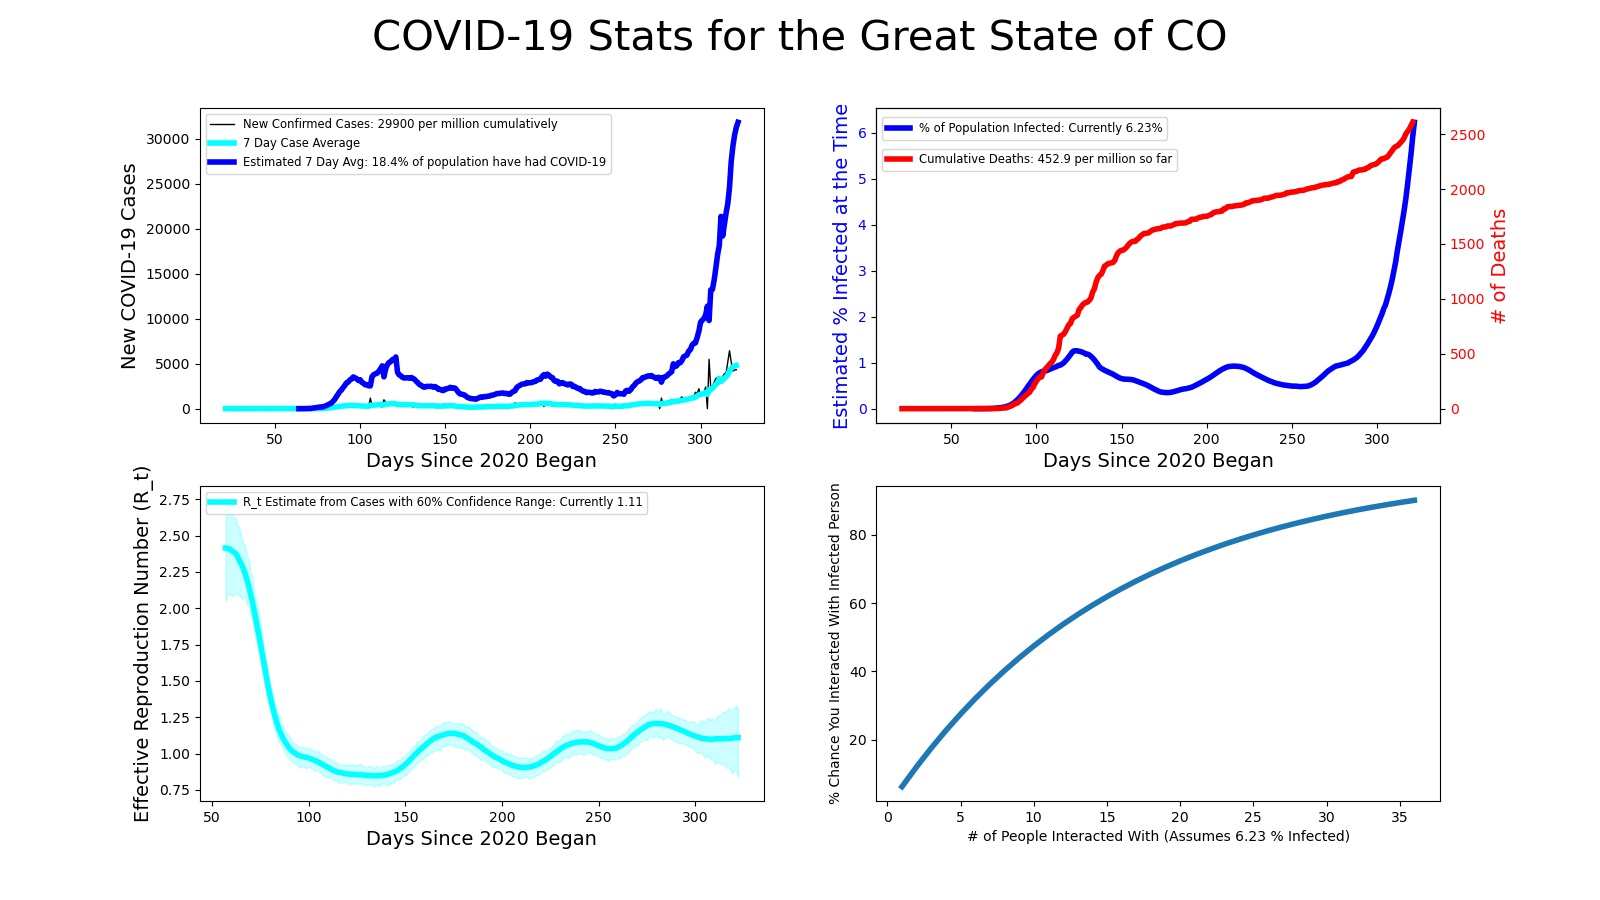 COVID-19 Stats for the Great State of CO
New COVID-19 Cases
30000
25000
20000
15000
10000
5000
0
New Confirmed Cases: 29900 per million cumulatively
7 Day Case Average
Estimated 7 Day Avg: 18.4% of population have had COVID-19
50 100 150 200 250 300
Days Since 2020 Began
Estimated % Infected at the Time
6
5
4
3
2
1
0
% of Population Infected: Currently 6.23%
Cumulative Deaths: 452.9 per million so far
2500
2000
1500
1000
500
0
# of Deaths
50 100 150 200 250 300
Days Since 2020 Began
Effective Reproduction Number (R_t)
2.75
2.50
2.25
2.00
1.75
1.50
1.25
1.00
0.75
R_t Estimate from Cases with 60% Confidence Range: Currently 1.11
50 100 150 200 250 300
Days Since 2020 Began
% Chance You Interacted With Infected Person
80
60
40
20
0 5 10 15 20 25 30 35
# of People Interacted With (Assumes 6.23 % Infected)